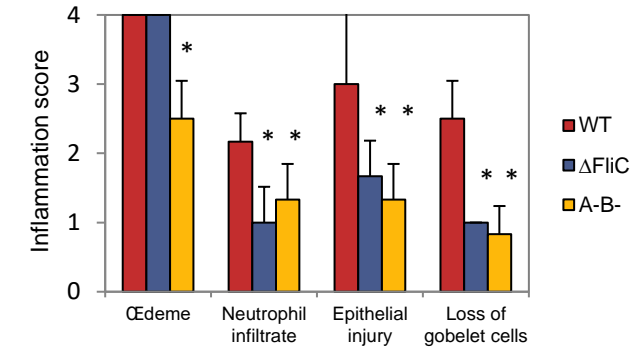 Inflammation score
4
3
2
1
0
*
* *
* *
* *
Œdeme
Neutrophil
infiltrate
Epithelial
injury
Loss of
gobelet cells
WT
ΔFliC
A-B-